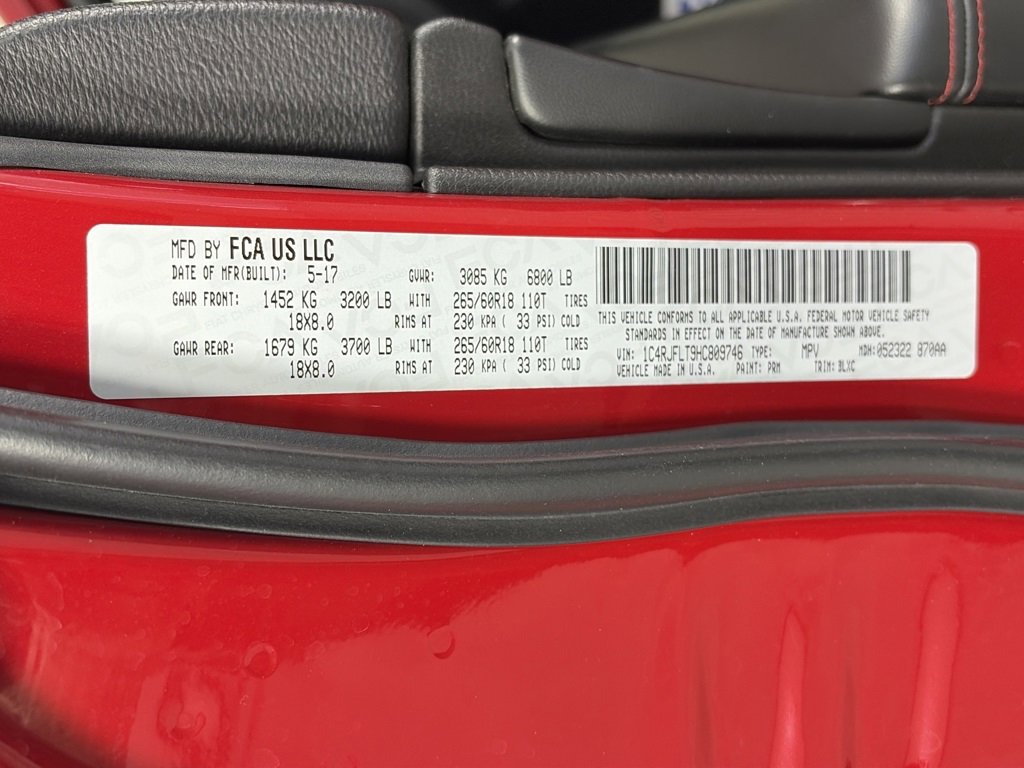 MFD BY FCA US LLC
DATE OF MFR(BUILT): 5-17 GVWR: 3085 KG 6800 LB
GAWR FRONT: 1452 KG 3200 LB WITH 265/60R18 110T TIRES
18X8.0 RIMS AT 230 KPA ( 33 PSI) COLD
GAWR REAR: 1679 KG 3700 LB WITH 265/60R18 110T TIRES
18X8.0 RIMS AT 230 KPA ( 33 PSI) COLD
THIS VEHICLE CONFORMS TO ALL APPLICABLE U.S.A. FEDERAL MOTOR VEHICLE SAFETY
STANDARDS IN EFFECT ON THE DATE OF MANUFACTURE SHOWN ABOVE.
VIN: 1C4RJFLT9HC809746 TYPE: MPV MDH: 052322 870AA
VEHICLE MADE IN U.S.A. PAINT: PRM TRIM: BLXC